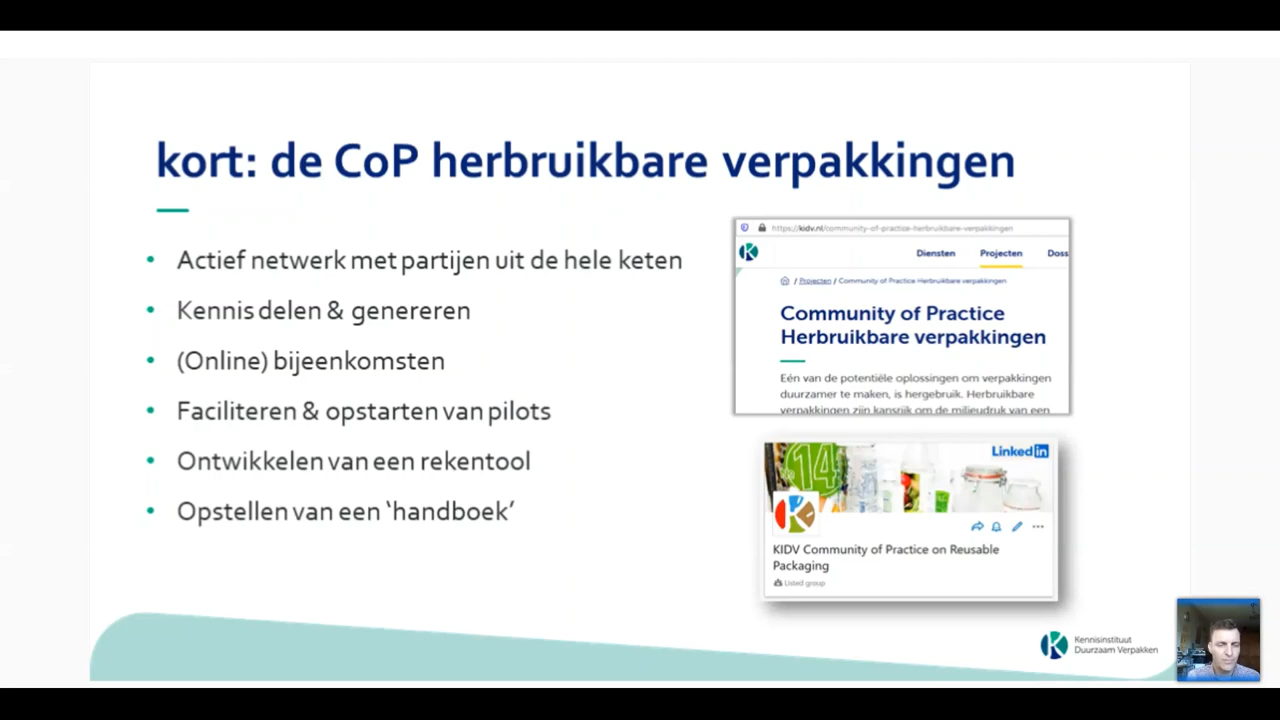 kort: de CoP herbruikbare verpakkingen
• Actief netwerk met partijen uit de hele keten
• Kennis delen & genereren
• (Online) bijeenkomsten
• Faciliteren & opstarten van pilots
• Ontwikkelen van een rekentool
• Opstellen van een ‘handboek’
https://kidv.nl/community-of-practice-herbruikbare-verpakkingen
Diensten Projecten Doss
/ Projecten / Community of Practice Herbruikbare verpakkingen
Community of Practice
Herbruikbare verpakkingen
Eén van de potentiële oplossingen om verpakkingen
duurzamer te maken, is hergebruik. Herbruikbare
verpakkingen zijn kansrijk om de milieudruk van een
LinkedIn
14
KIDV Community of Practice on Reusable
Packaging
Listed group
Kennisinstituut
Duurzaam Verpakken